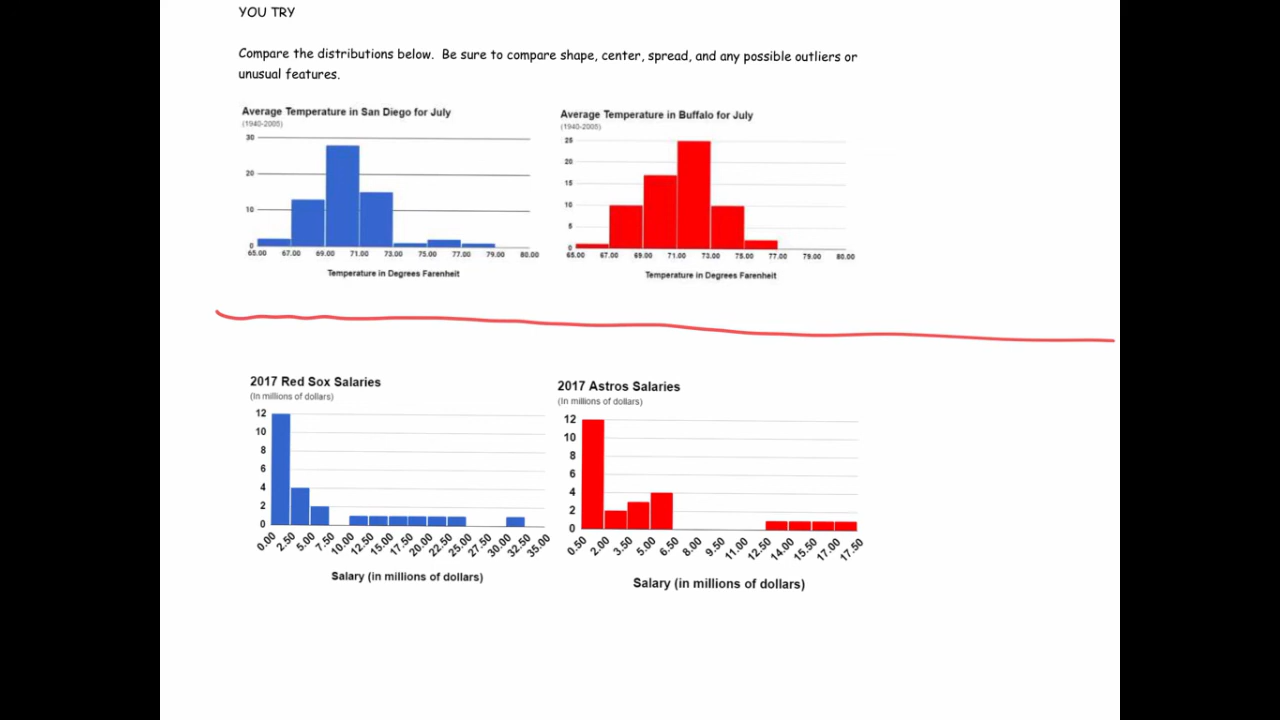 YOU TRY
Compare the distributions below. Be sure to compare shape, center, spread, and any possible outliers or
unusual features.
Average Temperature in San Diego for July
(1940-2005)
30
20
10
0
65.00 67.00 69.00 71.00 73.00 75.00 77.00 79.00 80.00
Temperature in Degrees Farenheit
Average Temperature in Buffalo for July
(1940-2005)
25
20
15
10
5
0
65.00 67.00 69.00 71.00 73.00 75.00 77.00 79.00 80.00
Temperature in Degrees Farenheit
2017 Red Sox Salaries
(In millions of dollars)
12
10
8
6
4
2
0
0.00 2.50 5.00 7.50 10.00 12.50 15.00 17.50 20.00 22.50 25.00 27.50 30.00 32.50 35.00
Salary (in millions of dollars)
2017 Astros Salaries
(In millions of dollars)
12
10
8
6
4
2
0
0.50 2.00 3.50 5.00 6.50 8.00 9.50 11.00 12.50 14.00 15.50 17.00 17.50
Salary (in millions of dollars)